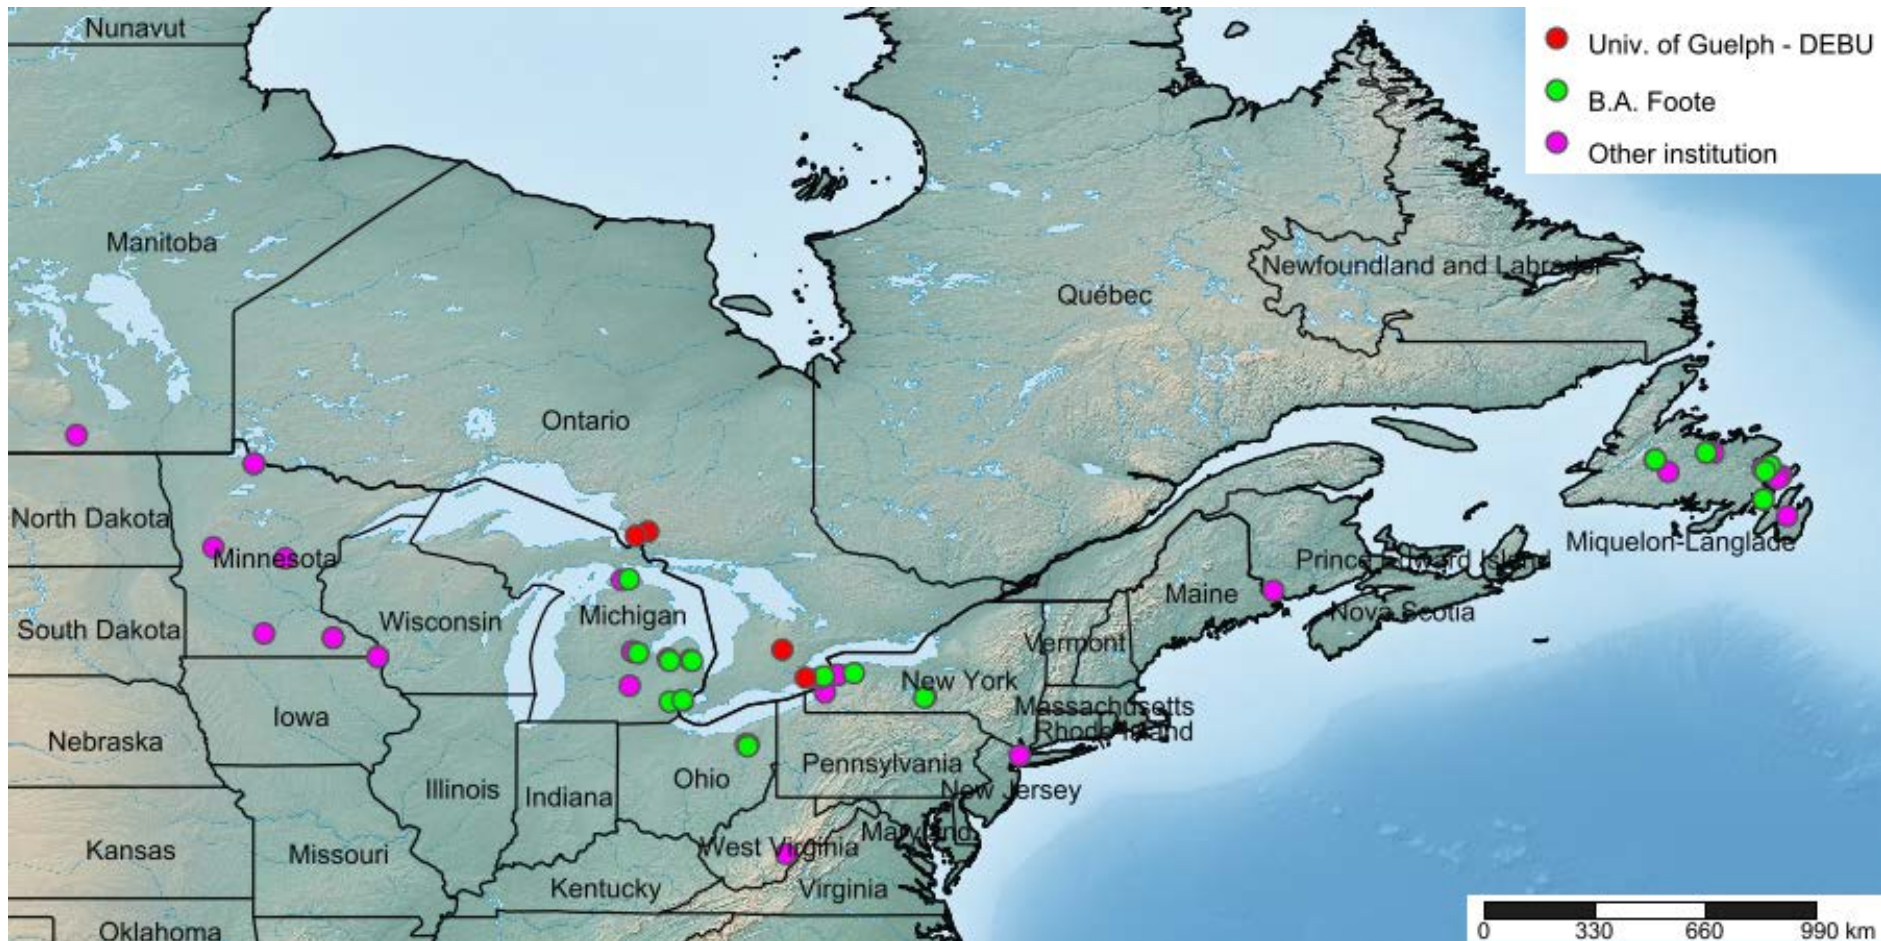 Nunavut
Univ. of Guelph - DEBU
B.A. Foote
Other institution
Manitoba
Newfoundland and Labrador
Québec
Ontario
North Dakota
Minnesota
Miquelon-Langlade
Prince Edward Island
Maine
Nova Scotia
Michigan
Wisconsin
South Dakota
Vermont
New York
Massachusetts
Iowa
Rhode Island
Nebraska
Pennsylvania
Ohio
Illinois
Indiana
New Jersey
Maryland
West Virginia
Kansas
Missouri
Kentucky
Virginia
Oklahoma
0 330 660 990 km